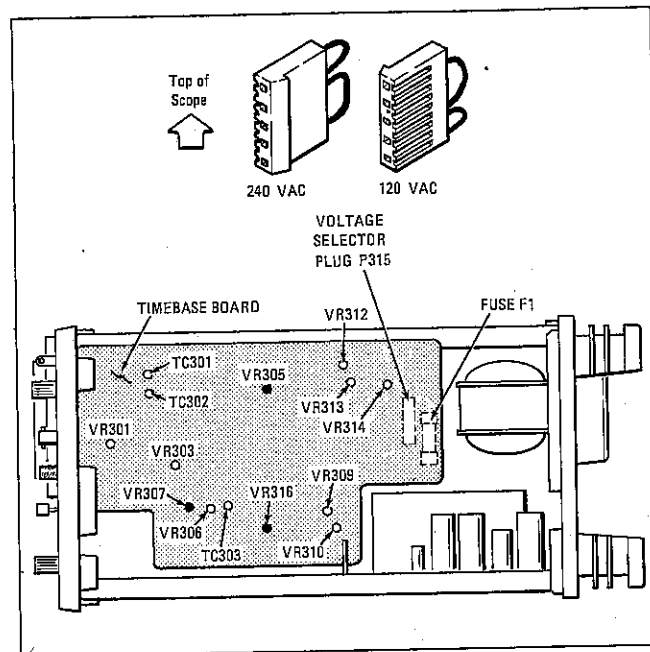 Top of
Scope
240 VAC
120 VAC
VOLTAGE
SELECTOR
PLUG P315
TIMEBASE BOARD
VR312
FUSE F1
TC301
VR305
TC302
VR313
VR314
VR301
VR303
VR307
VR316
VR309
VR306
TC303
VR310